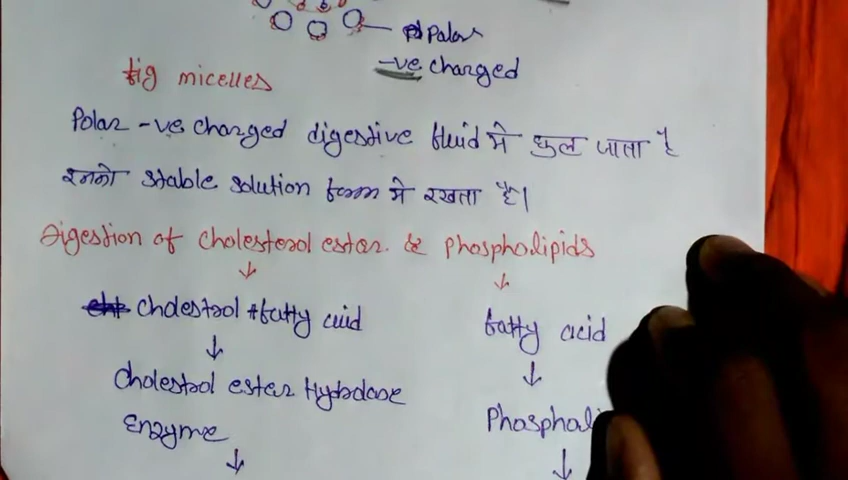 Polar
-ve charged
fig micelles
Polar -ve charged digestive fluid मे घुल जाता है
इनको stable solution form मे रखता है।
Digestion of Cholesterol ester & phospholipids
↓ ↓
Cholestrol + fatty acid fatty acid
↓ ↓
Cholestrol ester Hydrolase Phosphali
Enzyme
↓ ↓